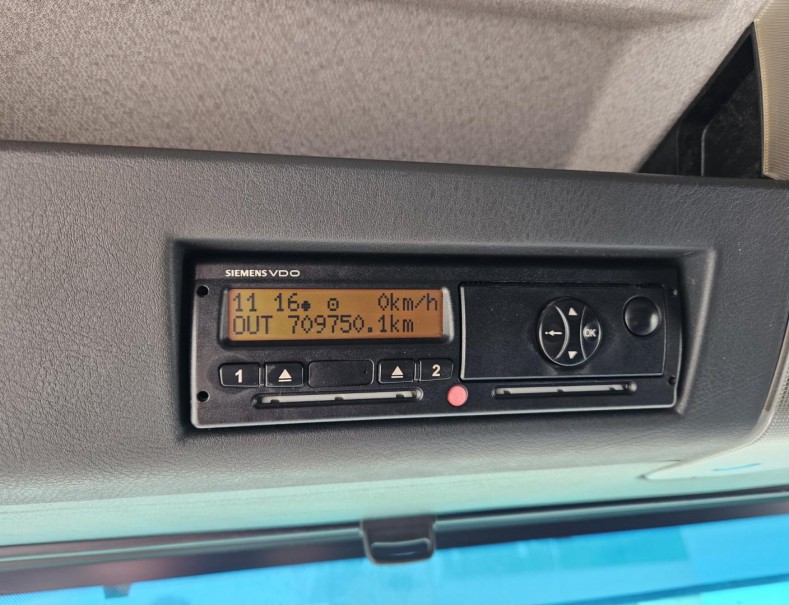 SIEMENS VDO
11 16● ⊙ 0km/h
OUT 709750.1km
1 2
OK